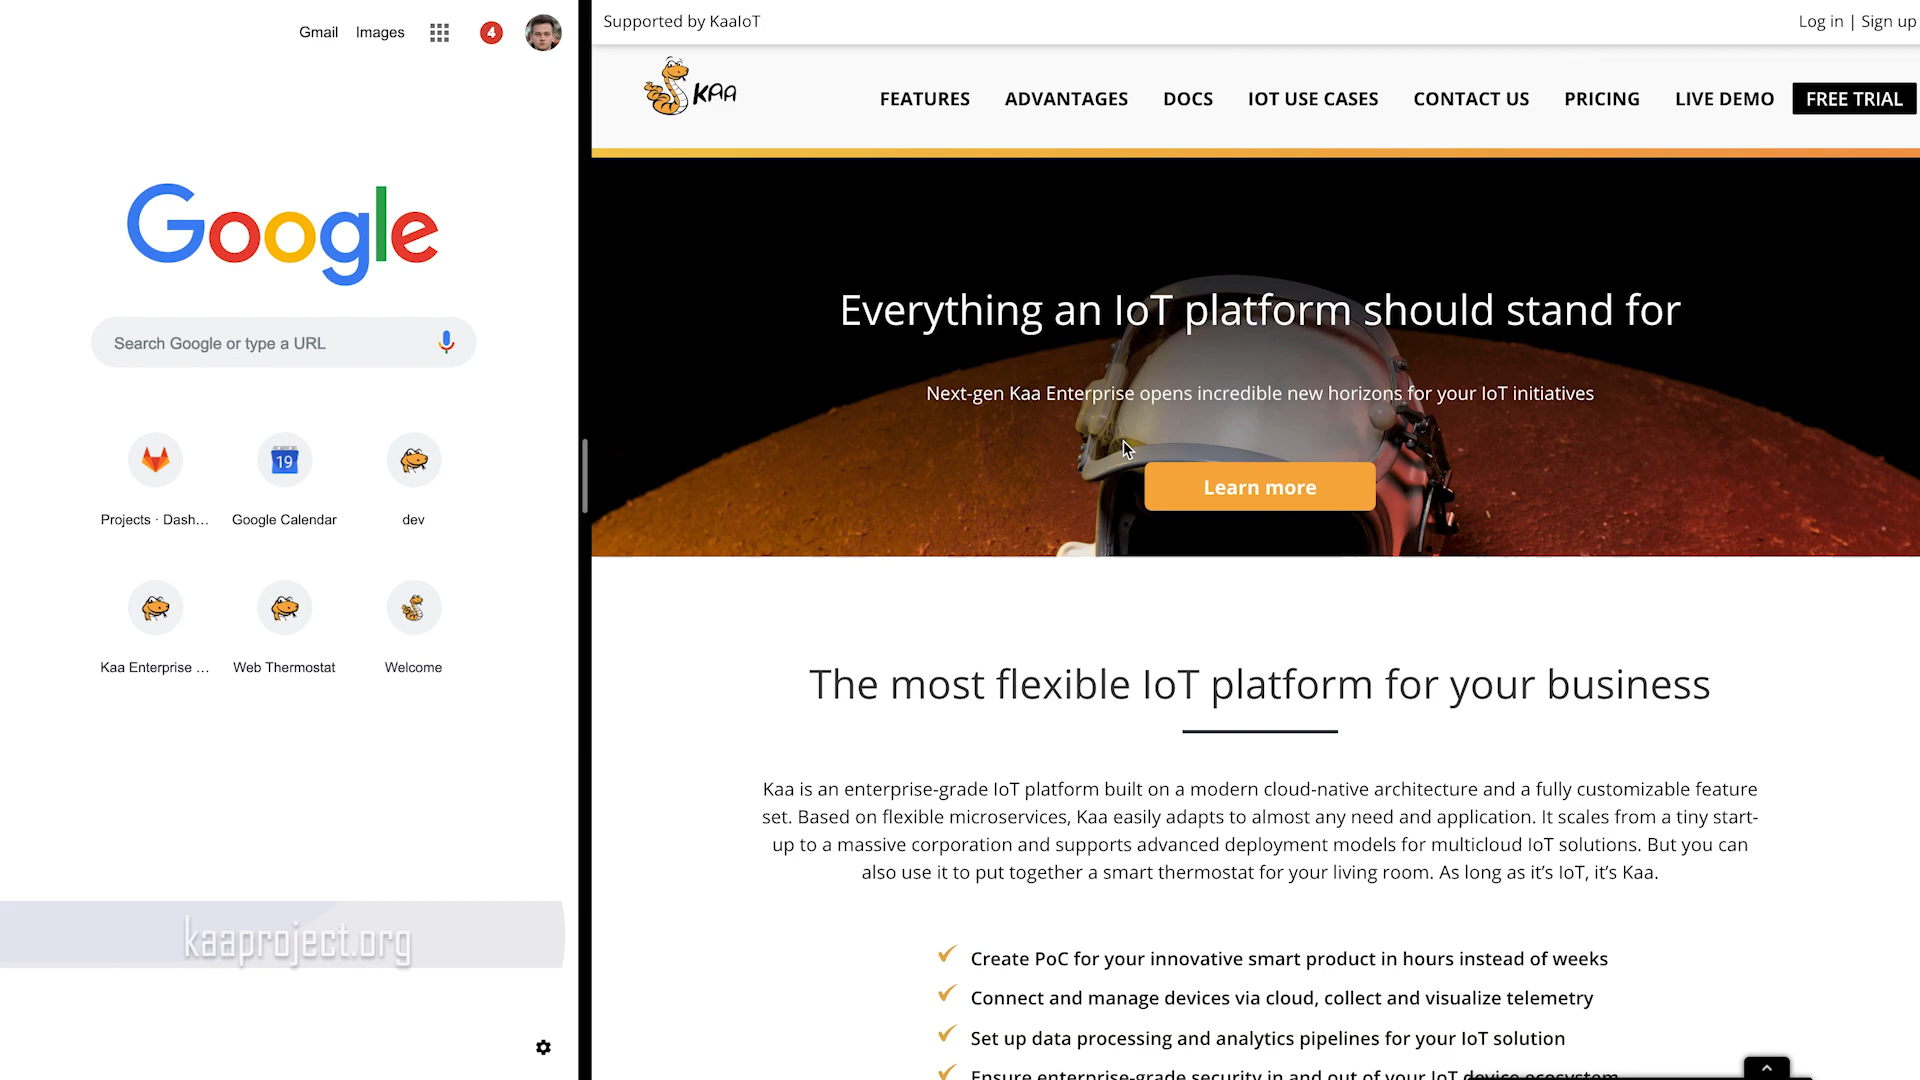 Gmail Images 4
Google
Search Google or type a URL
19
Projects · Dash...
Google Calendar
dev
Kaa Enterprise ...
Web Thermostat
Welcome
kaaproject.org
Supported by KaaIoT
Log in | Sign up
KAA
FEATURES ADVANTAGES DOCS IOT USE CASES CONTACT US PRICING LIVE DEMO FREE TRIAL
Everything an IoT platform should stand for
Next-gen Kaa Enterprise opens incredible new horizons for your IoT initiatives
Learn more
The most flexible IoT platform for your business
Kaa is an enterprise-grade IoT platform built on a modern cloud-native architecture and a fully customizable feature
set. Based on flexible microservices, Kaa easily adapts to almost any need and application. It scales from a tiny start-
up to a massive corporation and supports advanced deployment models for multicloud IoT solutions. But you can
also use it to put together a smart thermostat for your living room. As long as it’s IoT, it’s Kaa.
Create PoC for your innovative smart product in hours instead of weeks
Connect and manage devices via cloud, collect and visualize telemetry
Set up data processing and analytics pipelines for your IoT solution
Ensure enterprise-grade security in and out of your IoT device ecosystem